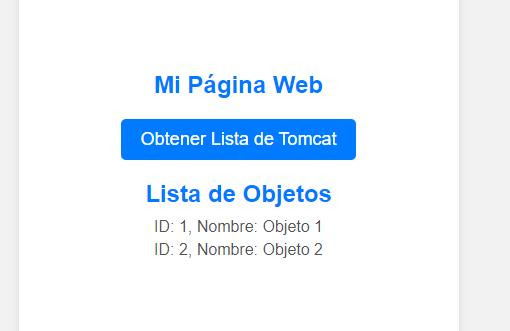 Mi Página Web
Obtener Lista de Tomcat
Lista de Objetos
ID: 1, Nombre: Objeto 1
ID: 2, Nombre: Objeto 2